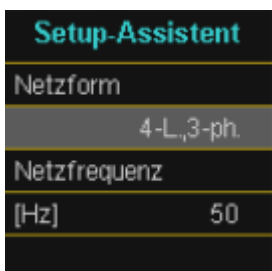 Setup-Assistent
Netzform
4-L.,3-ph.
Netzfrequenz
[Hz] 50